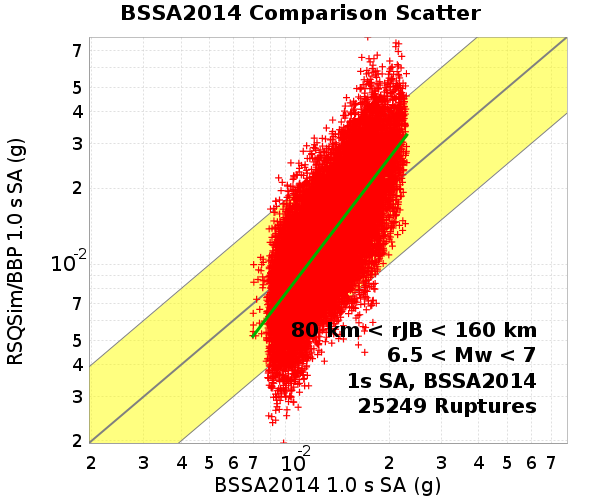 BSSA2014 Comparison Scatter
RSQSim/BBP 1.0 s SA (g)
7
5
4
3
2
10-2
7
5
4
3
2
80 km < rJB < 160 km
6.5 < Mw < 7
1s SA, BSSA2014
25249 Ruptures
2 3 4 5 6 7 10-2 2 3 4 5 6 7
BSSA2014 1.0 s SA (g)